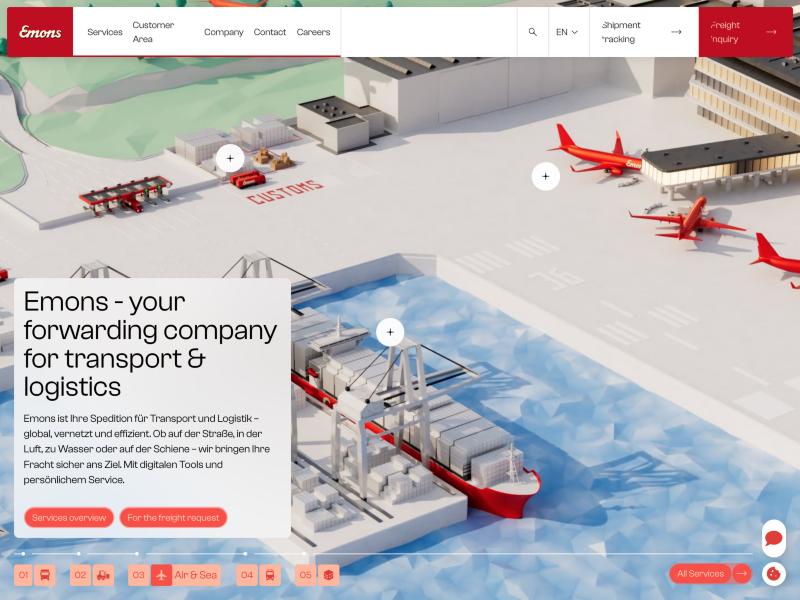 Emons
Services
Customer Area
Company
Contact
Careers
EN
Shipment
Tracking
Freight
Inquiry
CUSTOMS
Emons
36
Emons - your
forwarding company
for transport &
logistics
Emons ist Ihre Spedition für Transport und Logistik –
global, vernetzt und effizient. Ob auf der Straße, in der
Luft, zu Wasser oder auf der Schiene – wir bringen Ihre
Fracht sicher ans Ziel. Mit digitalen Tools und
persönlichem Service.
Services overview
For the freight request
01
02
03 Air & Sea
04
05
All Services